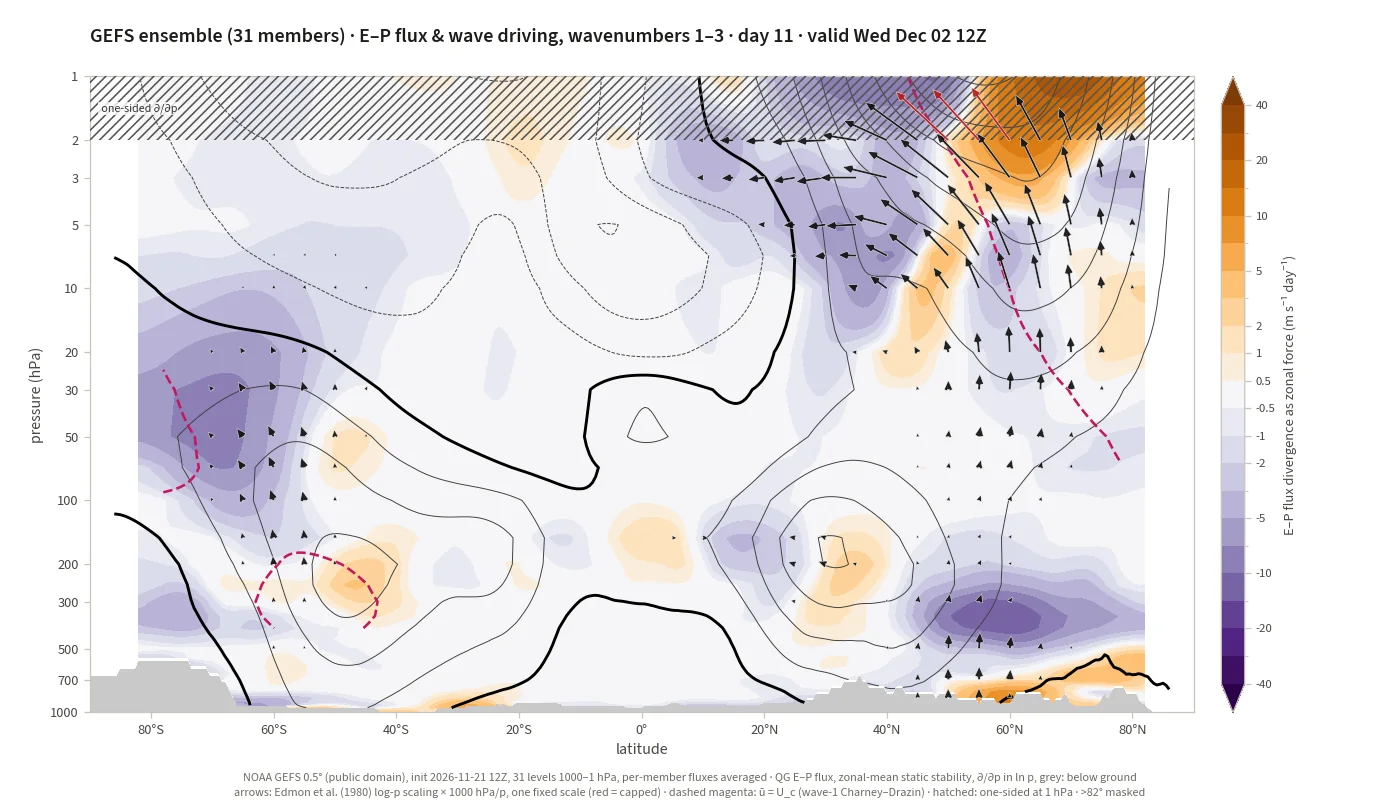 GEFS ensemble (31 members) · E–P flux & wave driving, wavenumbers 1–3 · day 11 · valid Wed Dec 02 12Z
one-sided ∂/∂p
pressure (hPa)
1
2
3
5
10
20
30
50
100
200
300
500
700
1000
80°S
60°S
40°S
20°S
0°
20°N
40°N
60°N
80°N
latitude
40
20
10
5
2
1
0.5
-0.5
-1
-2
-5
-10
-20
-40
E–P flux divergence as zonal force (m s⁻¹ day⁻¹)
NOAA GEFS 0.5° (public domain), init 2026-11-21 12Z, 31 levels 1000–1 hPa, per-member fluxes averaged · QG E–P flux, zonal-mean static stability, ∂/∂p in ln p, grey: below ground
arrows: Edmon et al. (1980) log-p scaling × 1000 hPa/p, one fixed scale (red = capped) · dashed magenta: ū = U_c (wave-1 Charney–Drazin) · hatched: one-sided at 1 hPa · >82° masked